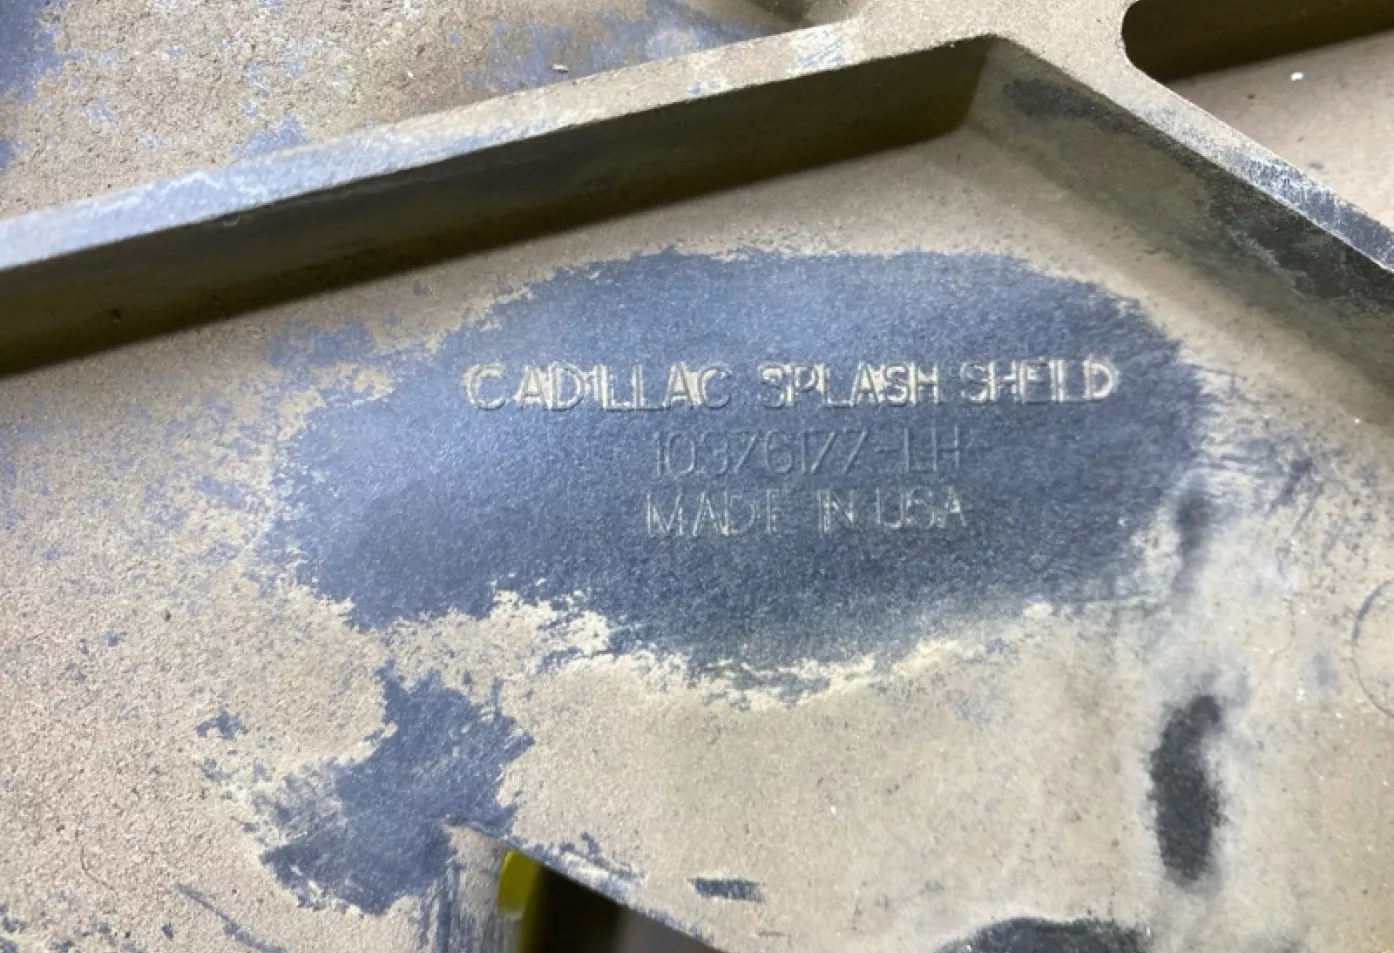 CADILLAC SPLASH SHEILD
10376177-LH
MADE IN USA